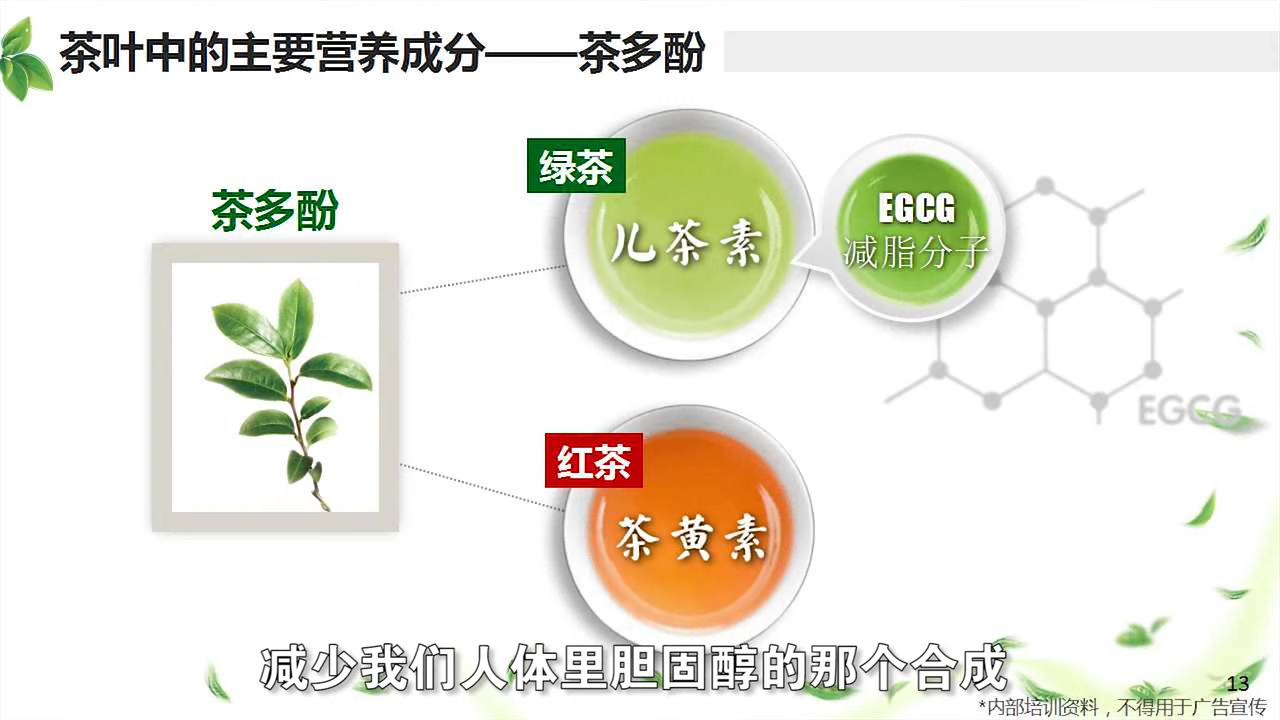 茶叶中的主要营养成分——茶多酚
茶多酚
绿茶
儿茶素
EGCG
减脂分子
EGCG
红茶
茶黄素
减少我们人体里胆固醇的那个合成
13
*内部培训资料，不得用于广告宣传